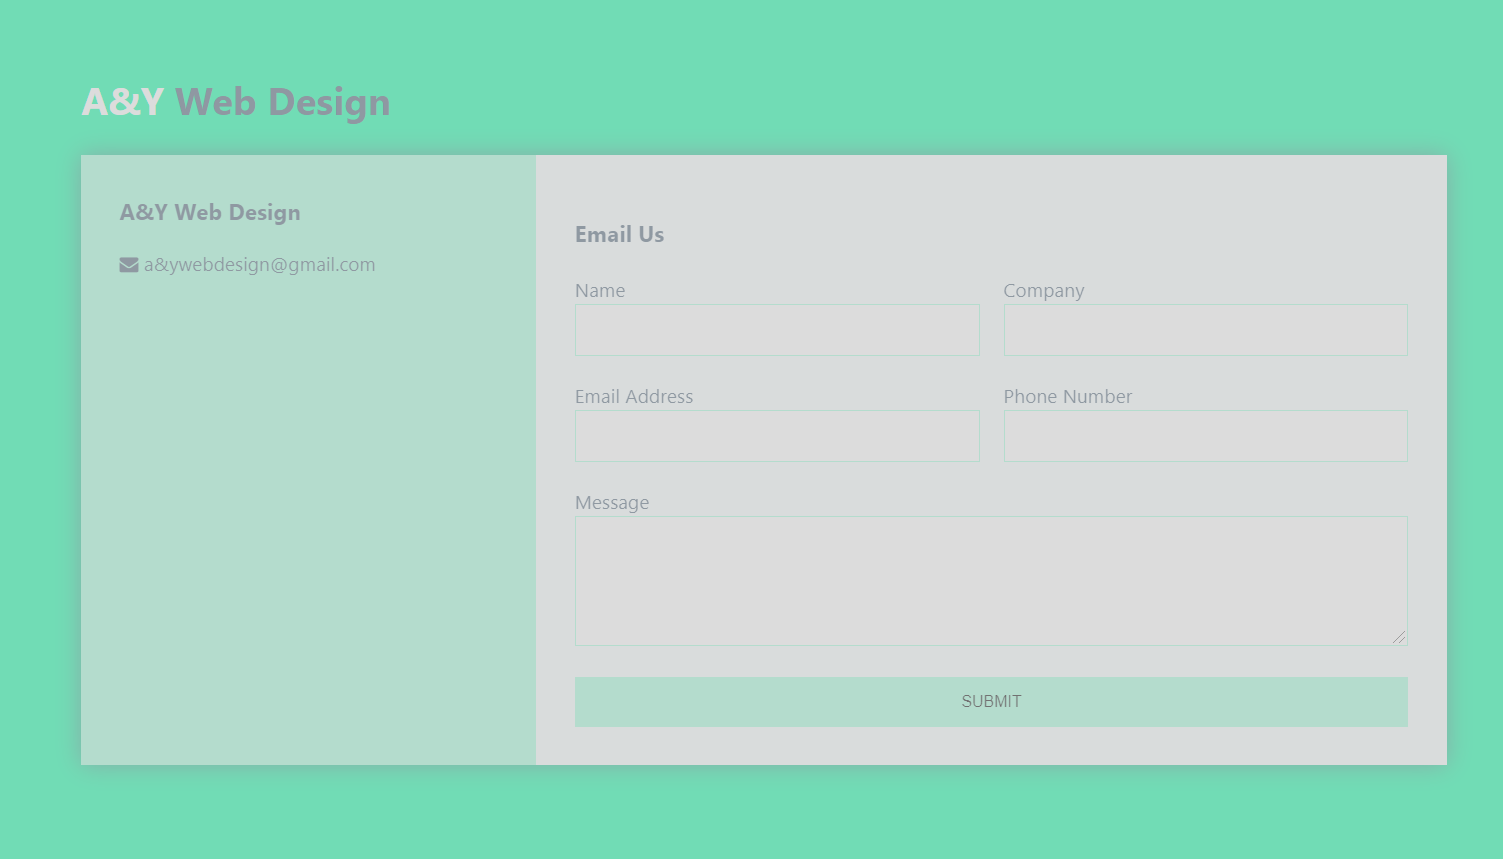 A&Y Web Design
A&Y Web Design
a&ywebdesign@gmail.com
Email Us
Name
Company
Email Address
Phone Number
Message
SUBMIT